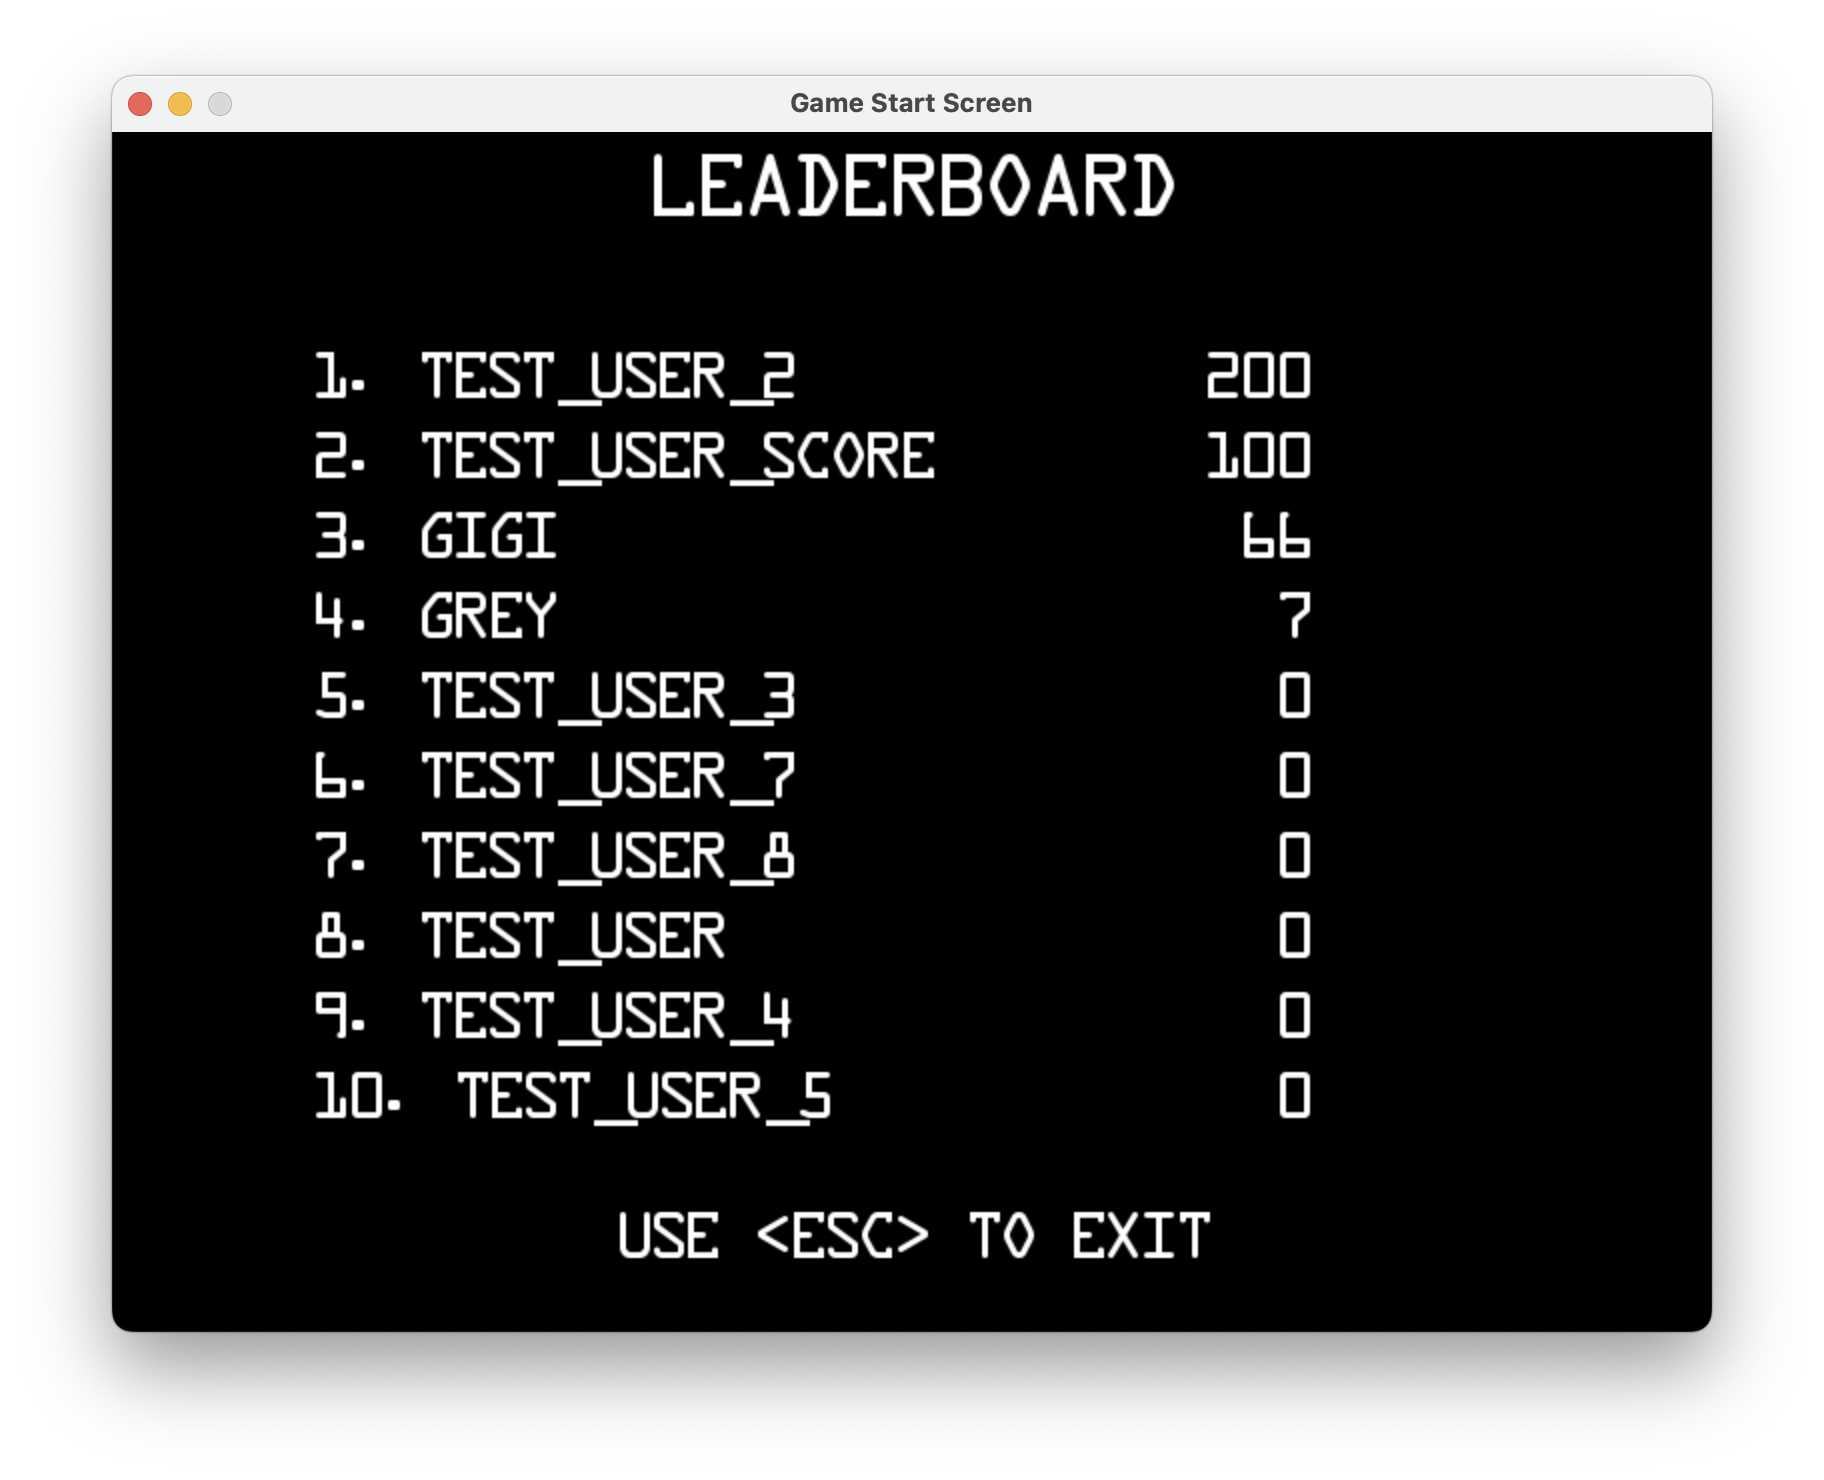 Game Start Screen
LEADERBOARD
1. TEST_USER_2 200
2. TEST_USER_SCORE 100
3. GIGI 66
4. GREY 7
5. TEST_USER_3 0
6. TEST_USER_7 0
7. TEST_USER_8 0
8. TEST_USER 0
9. TEST_USER_4 0
10. TEST_USER_5 0
USE <ESC> TO EXIT